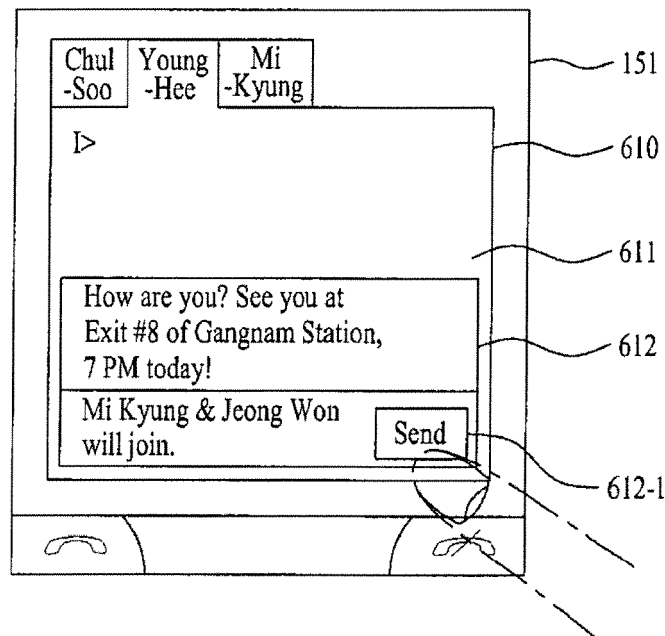 Chul
-Soo
Young
-Hee
Mi
-Kyung
151
610
I>
611
How are you? See you at
Exit #8 of Gangnam Station,
7 PM today!
612
Mi Kyung & Jeong Won
will join.
Send
612-1